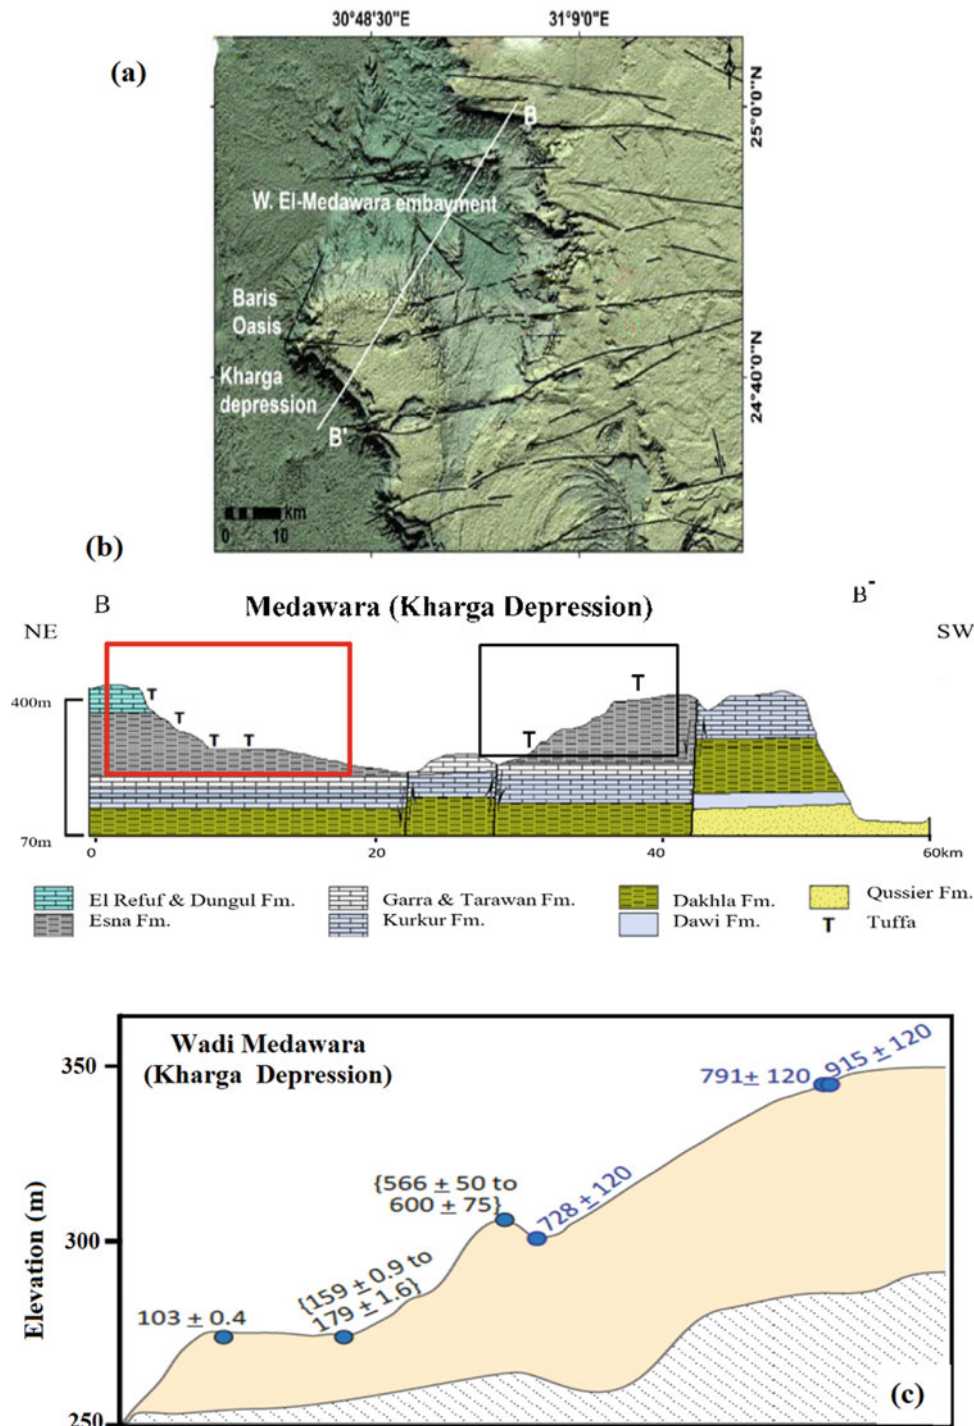 30°48'30"E
31°9'0"E
(a)
B
25°0'0"N
W. El-Medawara embayment
Baris
Oasis
Kharga
depression
24°40'0"N
B'
km
0 10
(b)
B
Medawara (Kharga Depression)
B-
NE
SW
400m
T
T
T
T
T
T
70m
0
20
40
60km
El Refuf & Dungul Fm.
Garra & Tarawan Fm.
Dakhla Fm.
Qussier Fm.
Esna Fm.
Kurkur Fm.
Dawi Fm.
T
Tuffa
Wadi Medawara
(Kharga Depression)
350
791± 120
915 ± 120
{566 ± 50 to
600 ± 75}
728 ± 120
300
{159 ± 0.9 to
179 ± 1.6}
103 ± 0.4
Elevation (m)
250
(c)